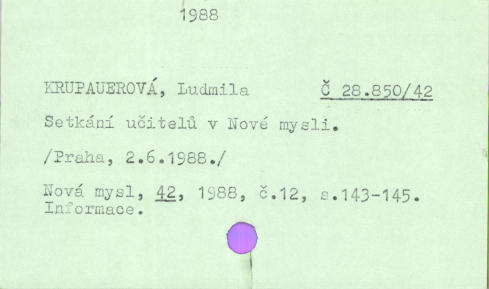 1988
KRUPAUEROVÁ, Ludmila Č 28.850/42
Setkání učitelů v Nové mysli.
/Praha, 2.6.1988./
Nová mysl, 42, 1988, č.12, s.143-145.
Informace.